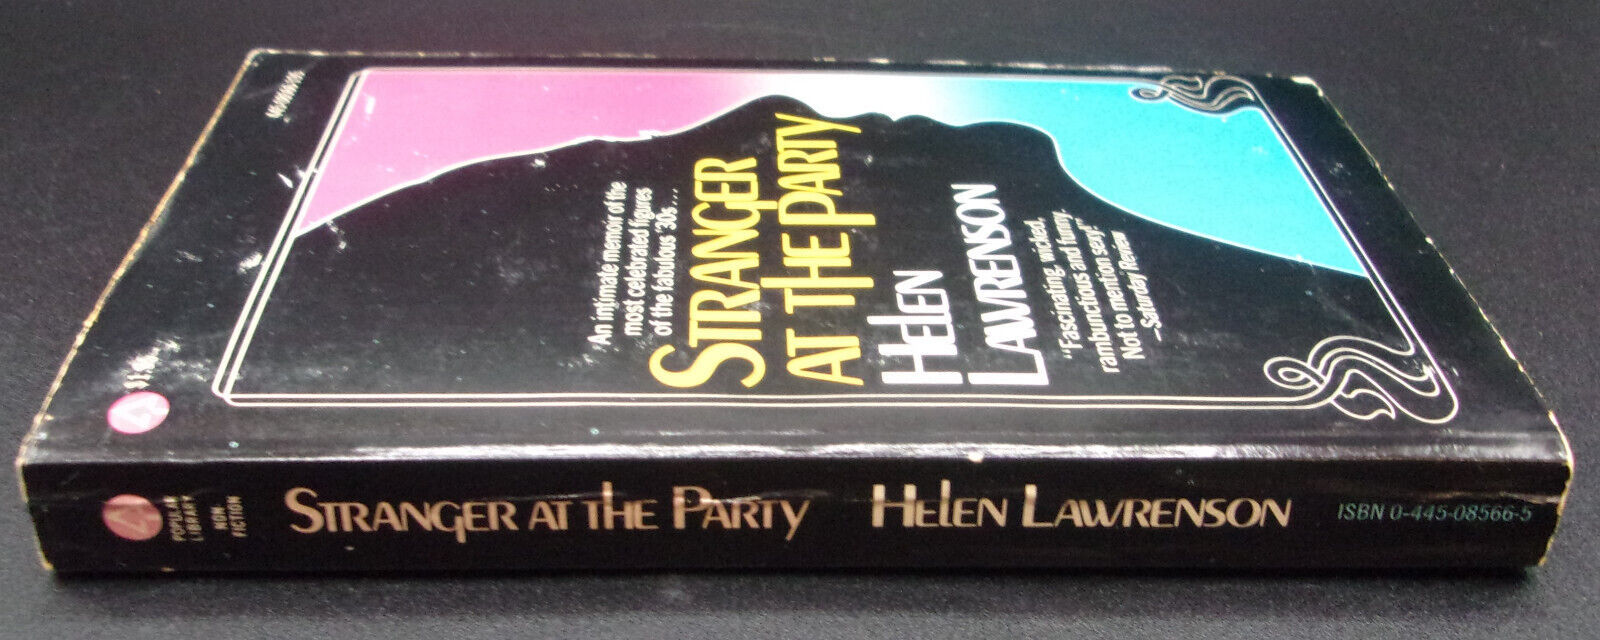 An intimate memoir of the
most celebrated figures
of the fabulous '30s...
STRANGER
AT THE PARTY
HELEN
LAWRENSON
"Fascinating, wicked,
rambunctious and funny.
Not to mention sexy!"
—Saturday Review
POPULAR
LIBRARY
NON
FICTION
STRANGER AT THE PARTY HELEN LAWRENSON ISBN 0-445-08566-5